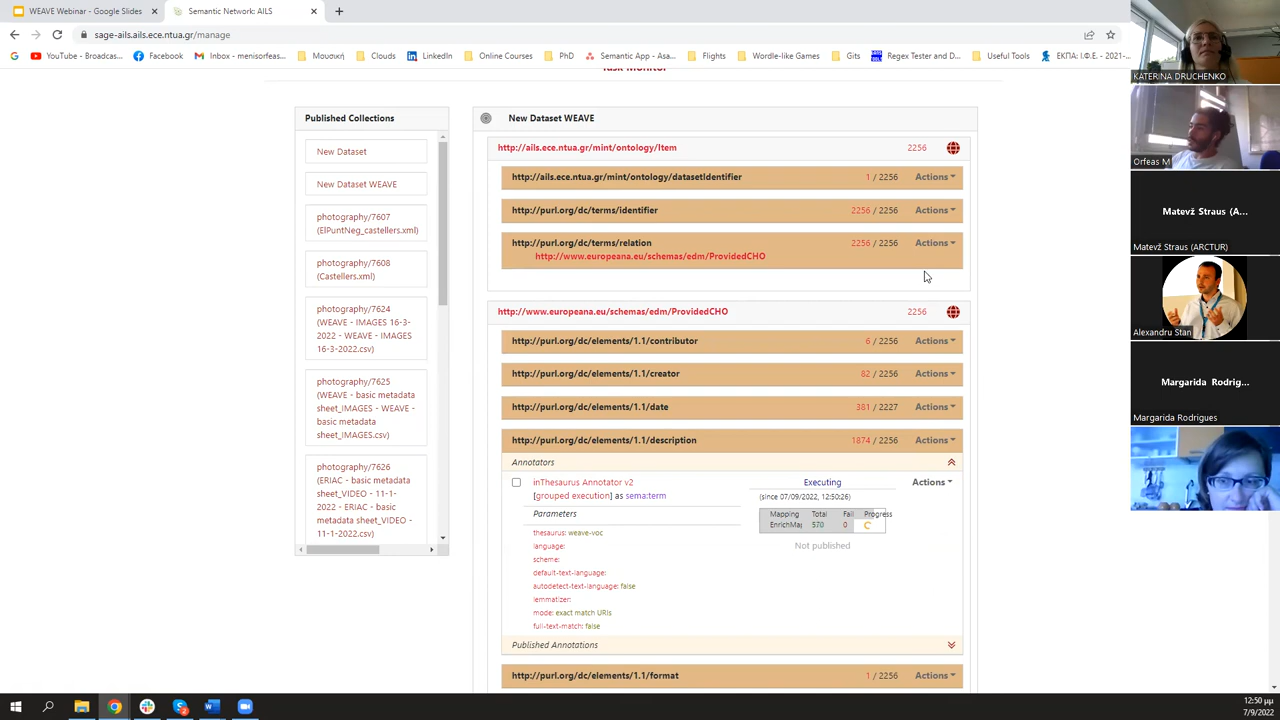 WEAVE Webinar - Google Slides
Semantic Network: AILS
sage-ails.ails.ece.ntua.gr/manage
YouTube - Broadcas...
Facebook
Inbox - menisorfeas...
Μουσική
Clouds
LinkedIn
Online Courses
PhD
Semantic App - Asa...
Flights
Wordle-like Games
Gits
Regex Tester and D...
Useful Tools
ΕΚΠΑ: (Ι.Φ.Ε. - 2021-...
KATERINA DRUCHENKO
Published Collections
New Dataset
New Dataset WEAVE
photography/7607
(ElPuntNeg_castellers.xml)
photography/7608
(Castellers.xml)
photography/7624
(WEAVE - IMAGES 16-3-
2022 - WEAVE - IMAGES
16-3-2022.csv)
photography/7625
(WEAVE - basic metadata
sheet_IMAGES - WEAVE -
basic metadata
sheet_IMAGES.csv)
photography/7626
(ERIAC - basic metadata
sheet_VIDEO - 11-1-
2022 - ERIAC - basic
metadata sheet_VIDEO -
11-1-2022.csv)
New Dataset WEAVE
http://ails.ece.ntua.gr/mint/ontology/Item 2256
http://ails.ece.ntua.gr/mint/ontology/datasetIdentifier 1 / 2256 Actions
http://purl.org/dc/terms/identifier 2256 / 2256 Actions
http://purl.org/dc/terms/relation 2256 / 2256 Actions
http://www.europeana.eu/schemas/edm/ProvidedCHO
http://www.europeana.eu/schemas/edm/ProvidedCHO 2256
http://purl.org/dc/elements/1.1/contributor 6 / 2256 Actions
http://purl.org/dc/elements/1.1/creator 82 / 2256 Actions
http://purl.org/dc/elements/1.1/date 381 / 2227 Actions
http://purl.org/dc/elements/1.1/description 1874 / 2256 Actions
Annotators
inThesaurus Annotator v2 Executing Actions
[grouped execution] as sema:term (since 07/09/2022, 12:50:26)
Parameters
Mapping Total Fail Progress
EnrichMa 570 0
thesaurus: weave-voc
Not published
language:
scheme:
default-text-language:
autodetect-text-language: false
lemmatizer:
mode: exact match URIs
full-text-match: false
Published Annotations
http://purl.org/dc/elements/1.1/format 1 / 2256 Actions
Orfeas M
Matevž Straus (A...
Matevž Straus (ARCTUR)
Alexandru Stan
Margarida Rodrig...
Margarida Rodrigues
12:50 μμ
7/9/2022